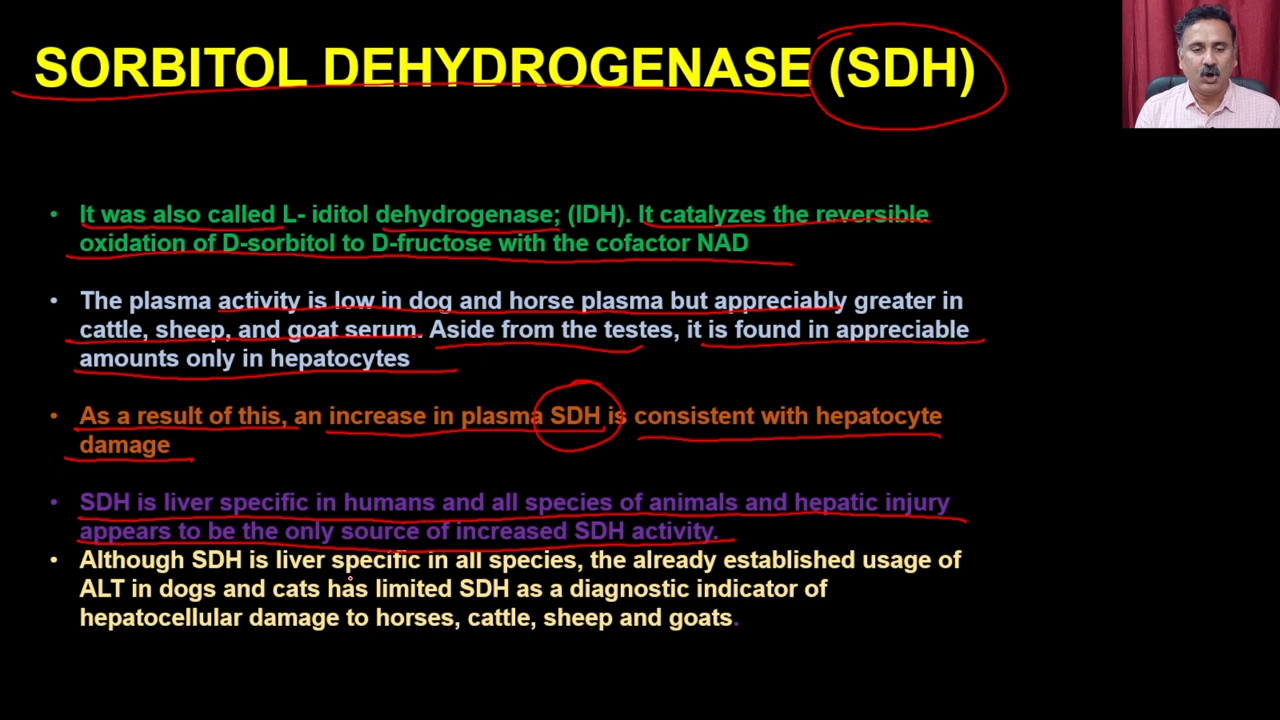 SORBITOL DEHYDROGENASE (SDH)
• It was also called L- iditol dehydrogenase; (IDH). It catalyzes the reversible
oxidation of D-sorbitol to D-fructose with the cofactor NAD
• The plasma activity is low in dog and horse plasma but appreciably greater in
cattle, sheep, and goat serum. Aside from the testes, it is found in appreciable
amounts only in hepatocytes
• As a result of this, an increase in plasma SDH is consistent with hepatocyte
damage
• SDH is liver specific in humans and all species of animals and hepatic injury
appears to be the only source of increased SDH activity.
• Although SDH is liver specific in all species, the already established usage of
ALT in dogs and cats has limited SDH as a diagnostic indicator of
hepatocellular damage to horses, cattle, sheep and goats.